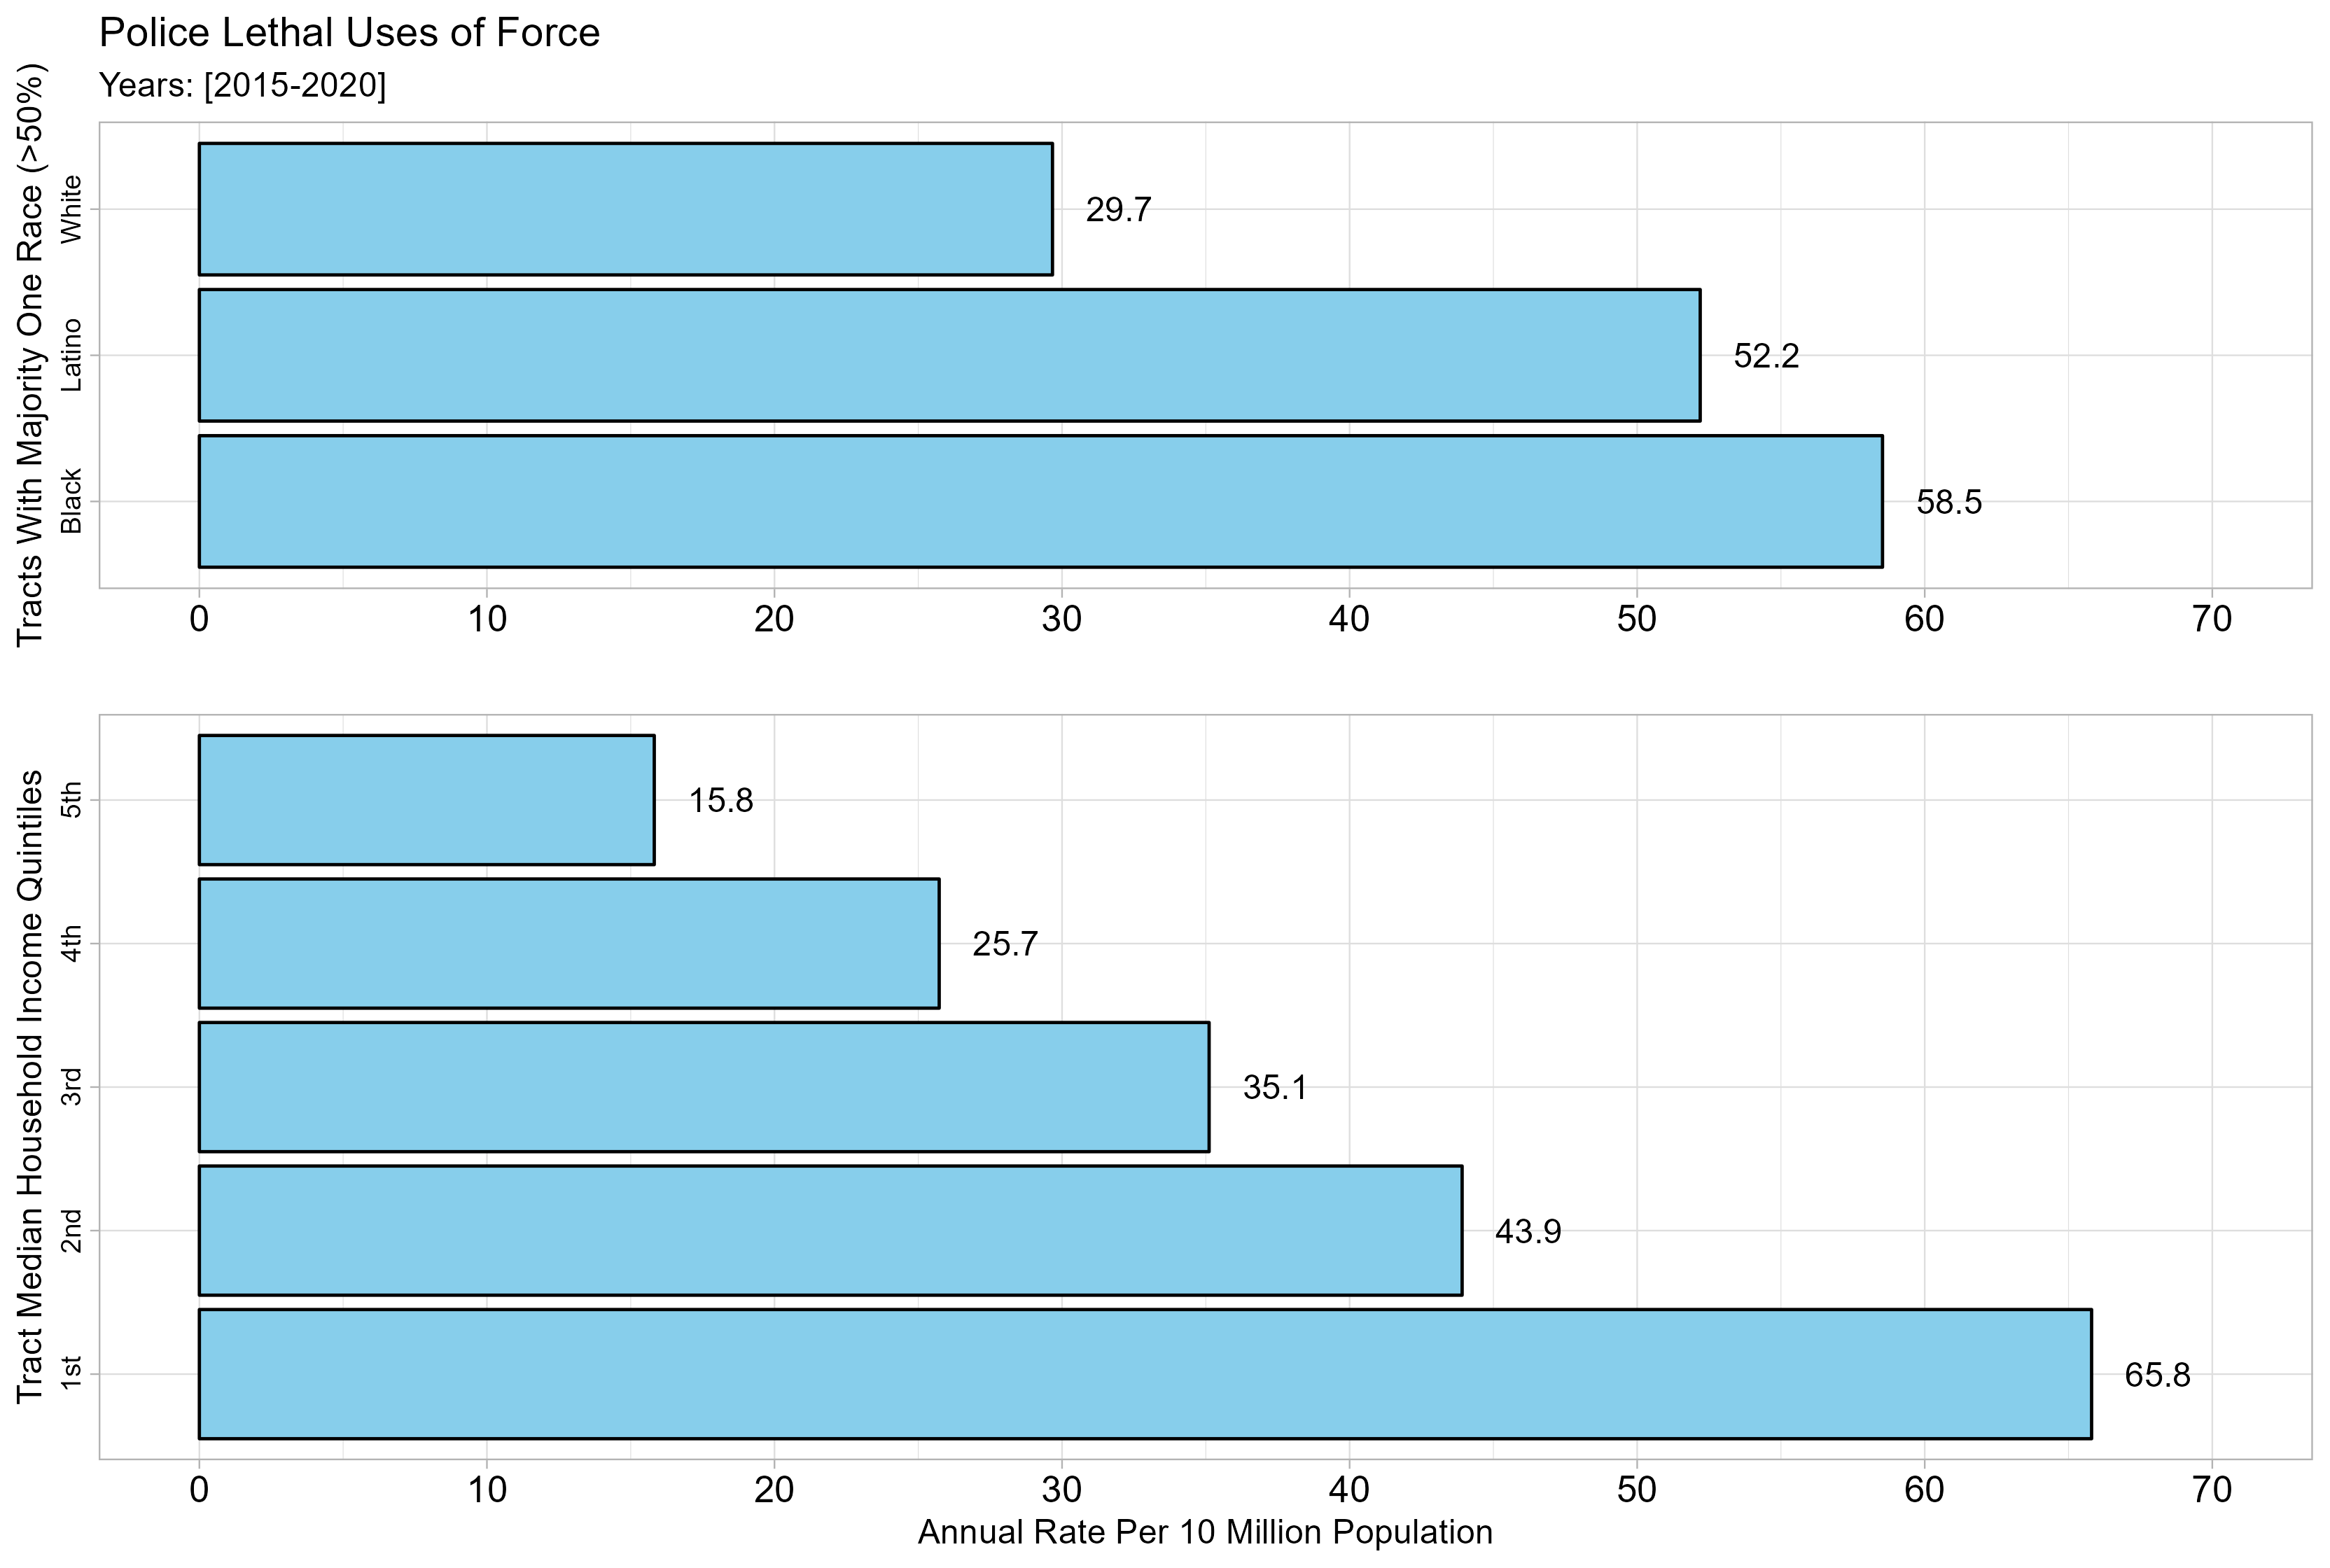 Police Lethal Uses of Force
Years: [2015-2020]
Tracts With Majority One Race (>50%)
White
29.7
Latino
52.2
Black
58.5
0 10 20 30 40 50 60 70
Tract Median Household Income Quintiles
5th
15.8
4th
25.7
3rd
35.1
2nd
43.9
1st
65.8
0 10 20 30 40 50 60 70
Annual Rate Per 10 Million Population